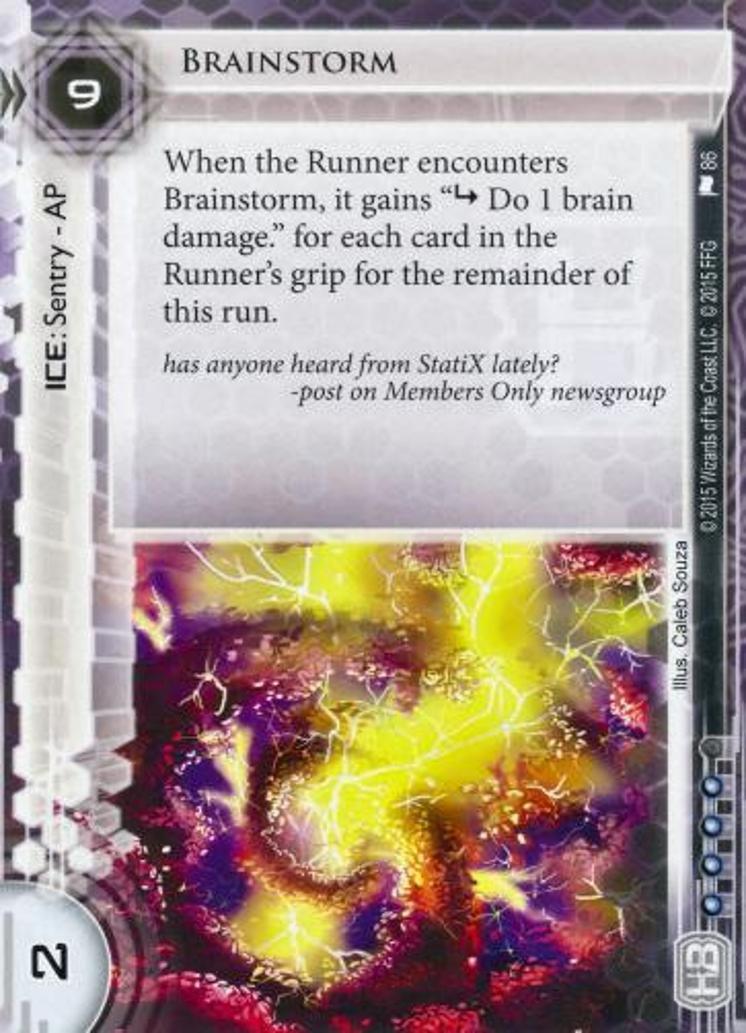 BRAINSTORM
9
ICE: Sentry - AP
When the Runner encounters
Brainstorm, it gains “↳ Do 1 brain
damage.” for each card in the
Runner's grip for the remainder of
this run.
has anyone heard from StatiX lately?
-post on Members Only newsgroup
86
© 2015 Wizards of the Coast LLC. © 2015 FFG
Illus. Caleb Souza
2
HB